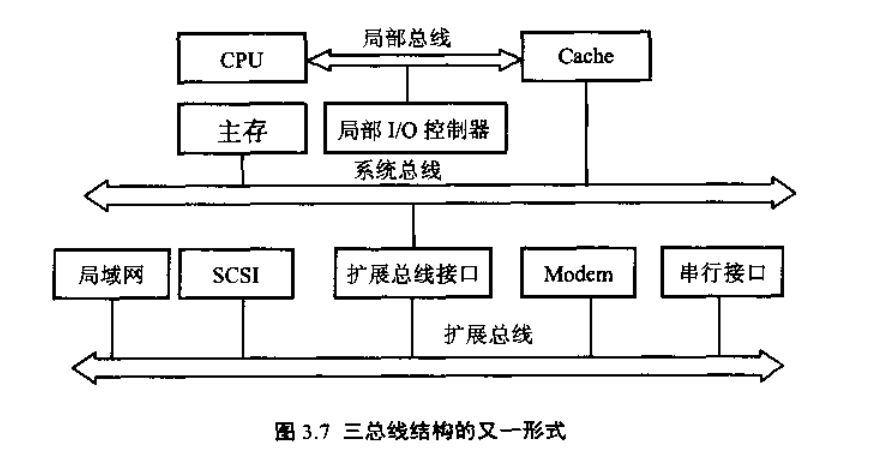 局部总线
CPU
Cache
主存
局部 I/O 控制器
系统总线
局域网
SCSI
扩展总线接口
Modem
串行接口
扩展总线
图 3.7 三总线结构的又一形式